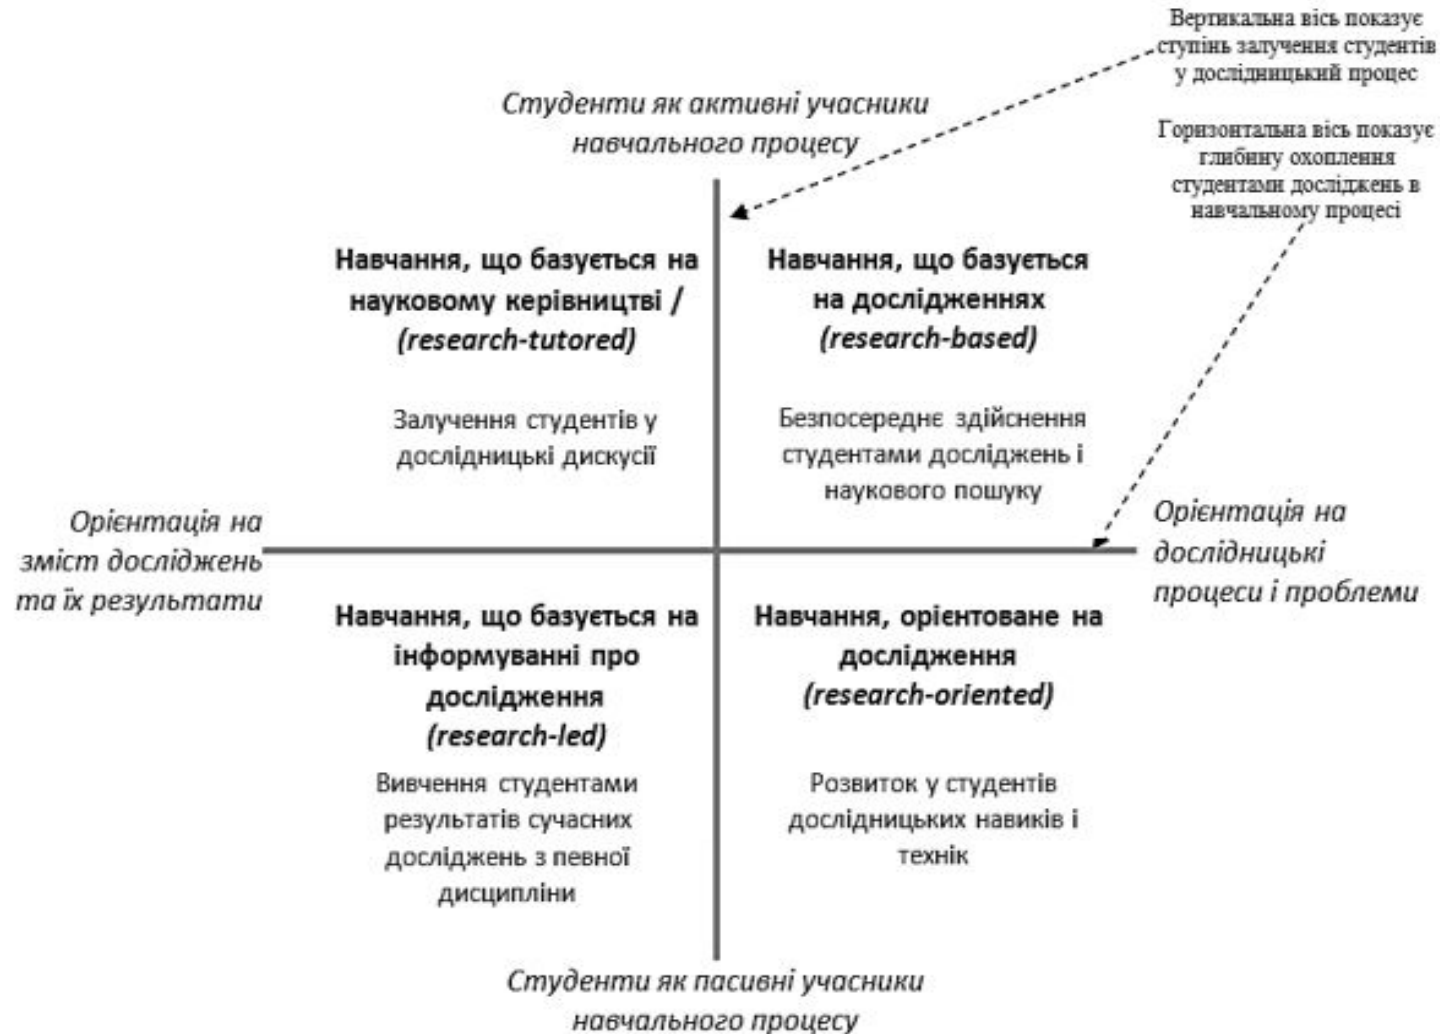 Вертикальна вісь показує
ступінь залучення студентів
у дослідницький процес
Студенти як активні учасники
навчального процесу
Горизонтальна вісь показує
глибину охоплення
студентами досліджень в
навчальному процесі
Навчання, що базується на
науковому керівництві /
(research-tutored)
Залучення студентів у
дослідницькі дискусії
Навчання, що базується
на дослідженнях
(research-based)
Безпосереднє здійснення
студентами досліджень і
наукового пошуку
Орієнтація на
зміст досліджень
та їх результати
Орієнтація на
дослідницькі
процеси і проблеми
Навчання, що базується на
інформуванні про
дослідження
(research-led)
Вивчення студентами
результатів сучасних
досліджень з певної
дисципліни
Навчання, орієнтоване на
дослідження
(research-oriented)
Розвиток у студентів
дослідницьких навиків і
технік
Студенти як пасивні учасники
навчального процесу